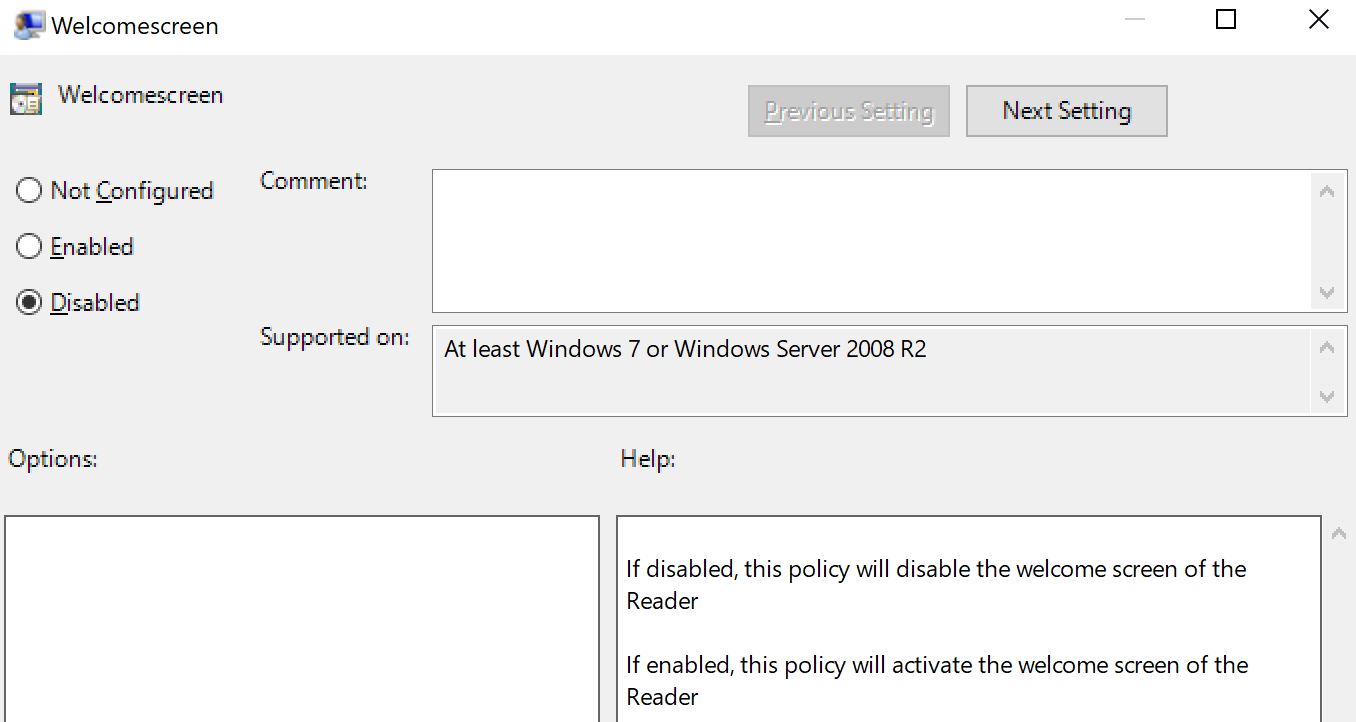 Welcomescreen
Welcomescreen
Previous Setting
Next Setting
Not Configured
Comment:
Enabled
Disabled
Supported on:
At least Windows 7 or Windows Server 2008 R2
Options:
Help:
If disabled, this policy will disable the welcome screen of the
Reader
If enabled, this policy will activate the welcome screen of the
Reader